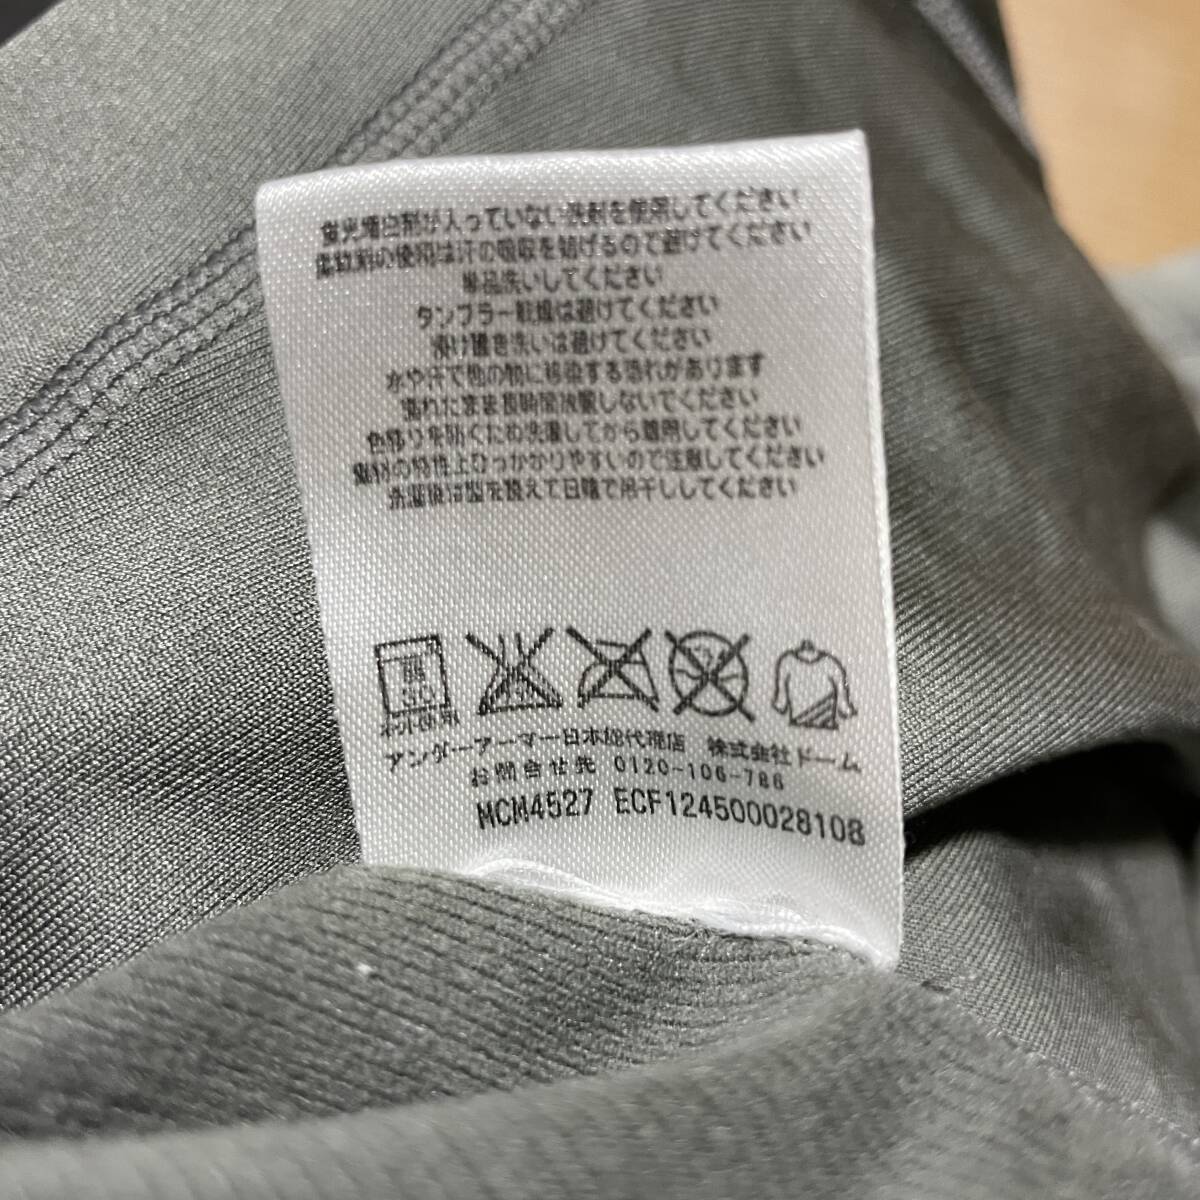 蛍光増白剤が入っていない洗剤を使用してください
柔軟剤の使用は汗の吸収を妨げるので避けてください
単品洗いしてください
タンブラー乾燥は避けてください
浸け置き洗いは避けてください
水や汗で他の物に移染する恐れがあります
濡れたまま長時間放置しないでください
色移りを防ぐため洗濯してから着用してください
素材の特性上ひっかかりやすいので注意してください
洗濯後は型を整えて日陰で吊干ししてください
弱
30
ネット使用
アンダーアーマー日本総代理店 株式会社ドーム
お問合せ先 0120-106-786
MCM4527 ECF124500028108